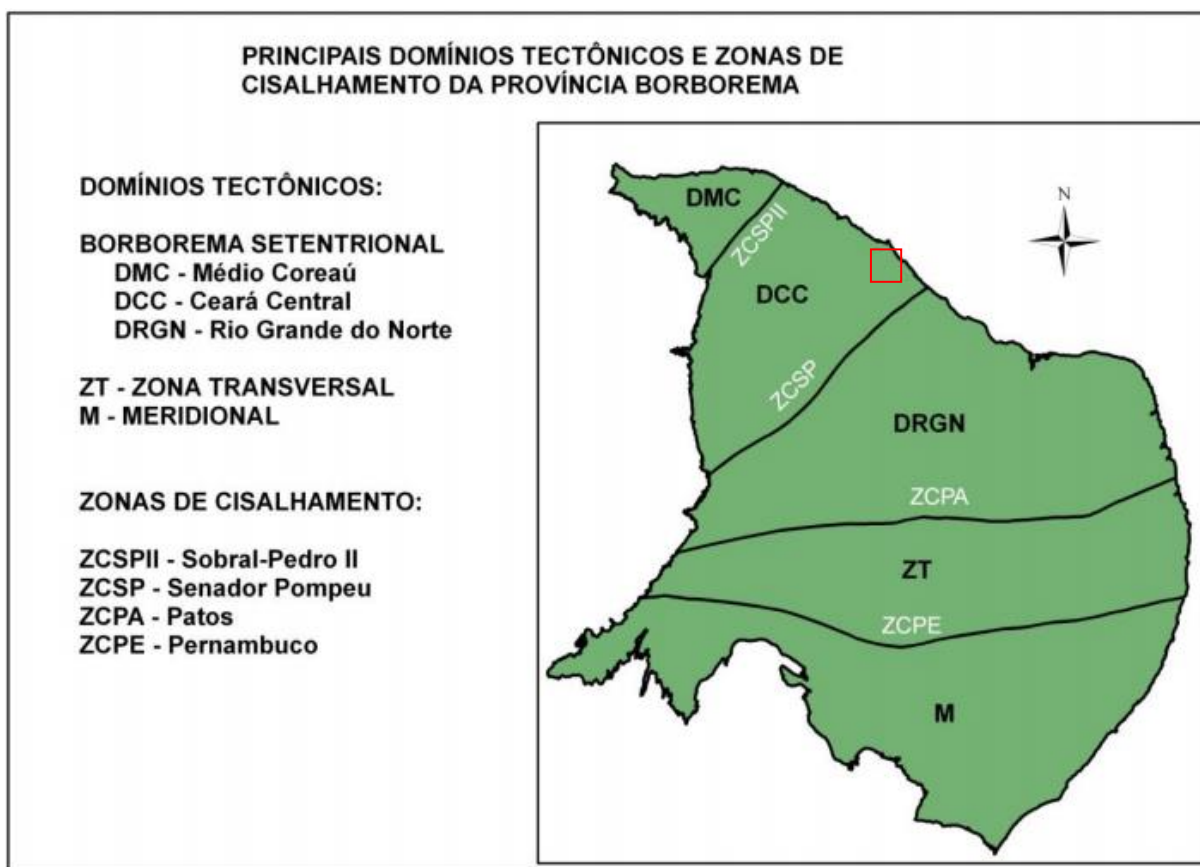 PRINCIPAIS DOMÍNIOS TECTÔNICOS E ZONAS DE
CISALHAMENTO DA PROVÍNCIA BORBOREMA
DOMÍNIOS TECTÔNICOS:
BORBOREMA SETENTRIONAL
DMC - Médio Coreaú
DCC - Ceará Central
DRGN - Rio Grande do Norte
ZT - ZONA TRANSVERSAL
M - MERIDIONAL
ZONAS DE CISALHAMENTO:
ZCSPII - Sobral-Pedro II
ZCSP - Senador Pompeu
ZCPA - Patos
ZCPE - Pernambuco
N
DMC
ZCSPII
DCC
ZCSP
DRGN
ZCPA
ZT
ZCPE
M